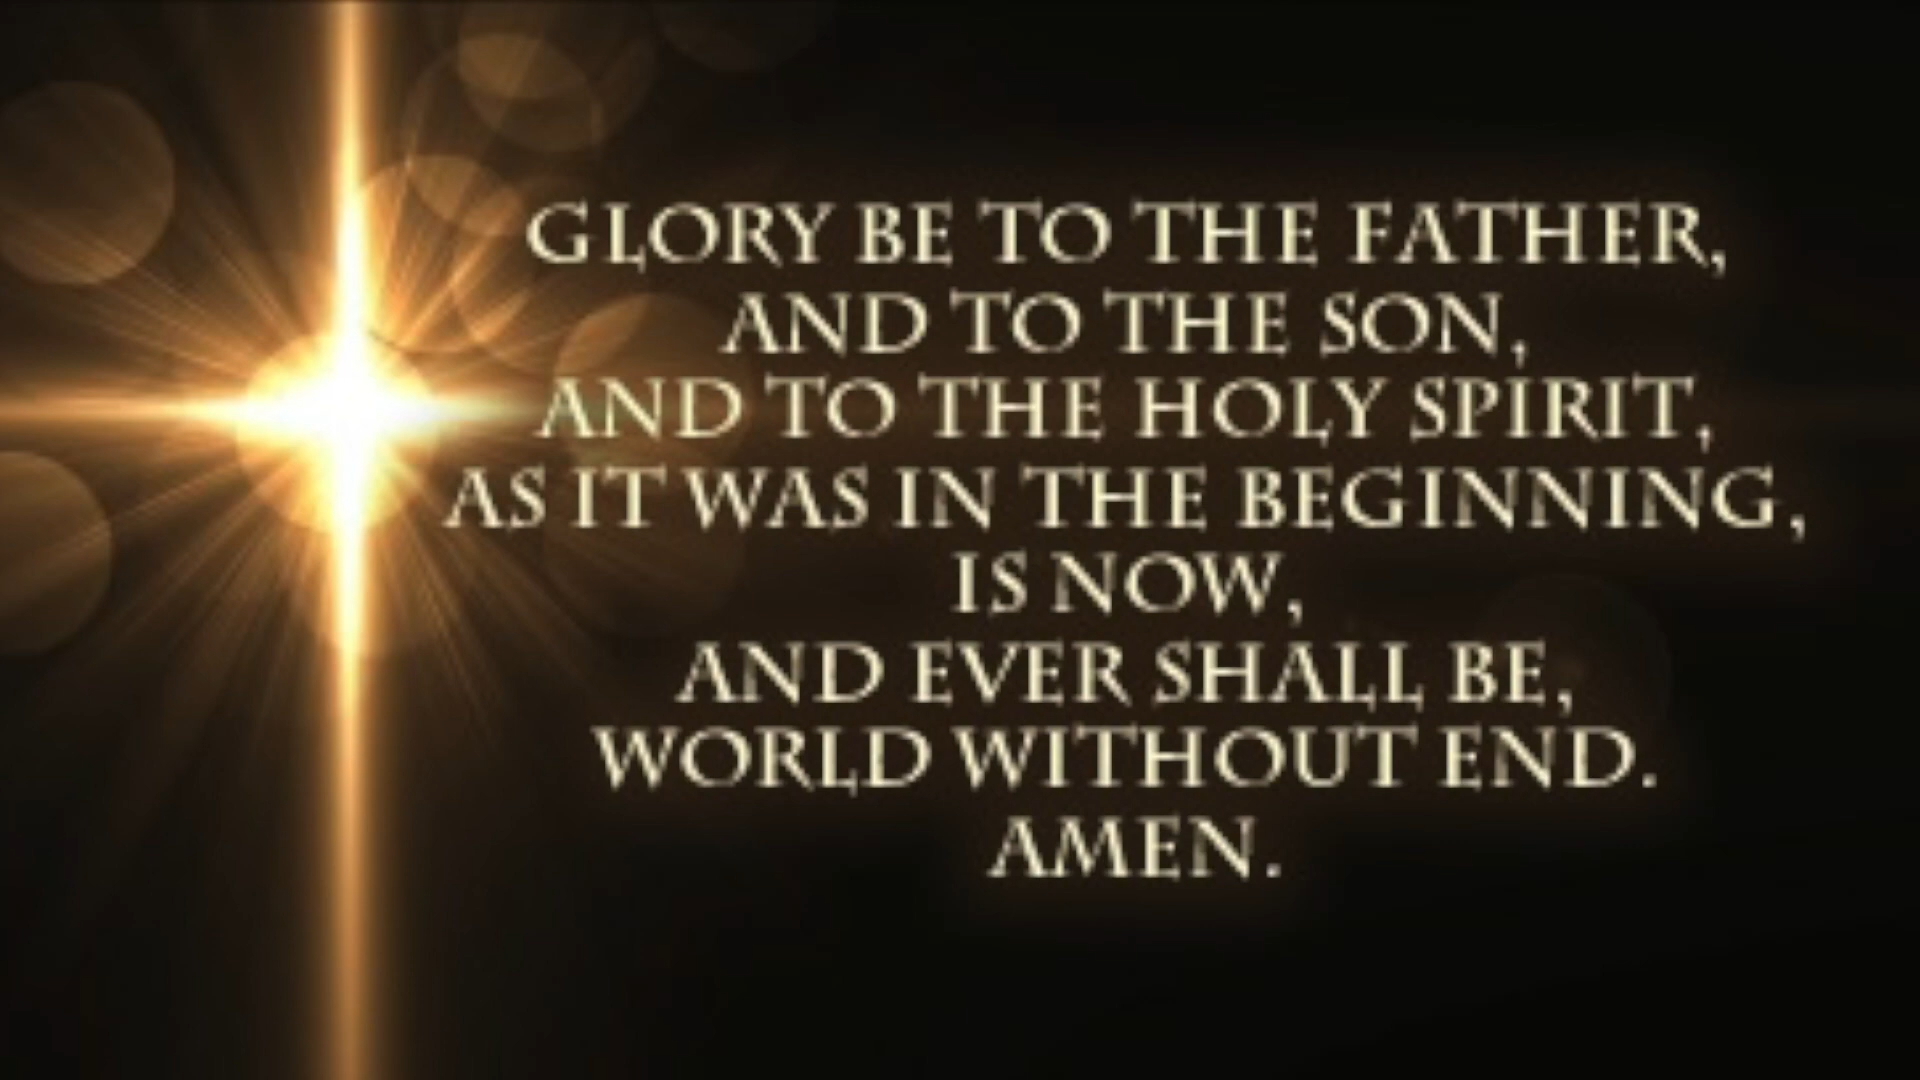 GLORY BE TO THE FATHER,
AND TO THE SON,
AND TO THE HOLY SPIRIT,
AS IT WAS IN THE BEGINNING,
IS NOW,
AND EVER SHALL BE,
WORLD WITHOUT END.
AMEN.